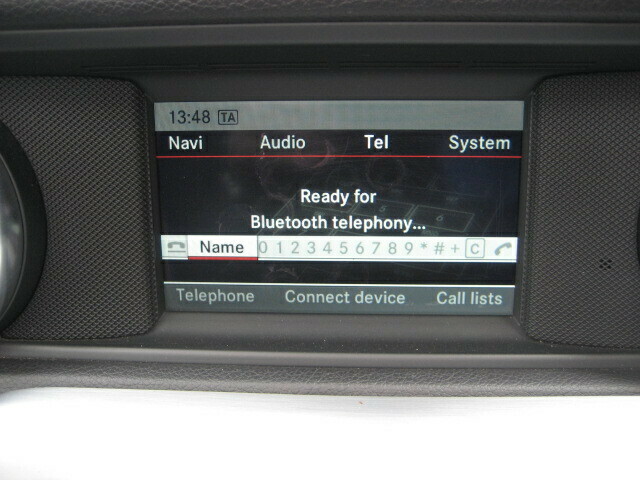 13:48 TA
Navi Audio Tel System
Ready for
Bluetooth telephony...
Name 0 1 2 3 4 5 6 7 8 9 * # + C
Telephone Connect device Call lists